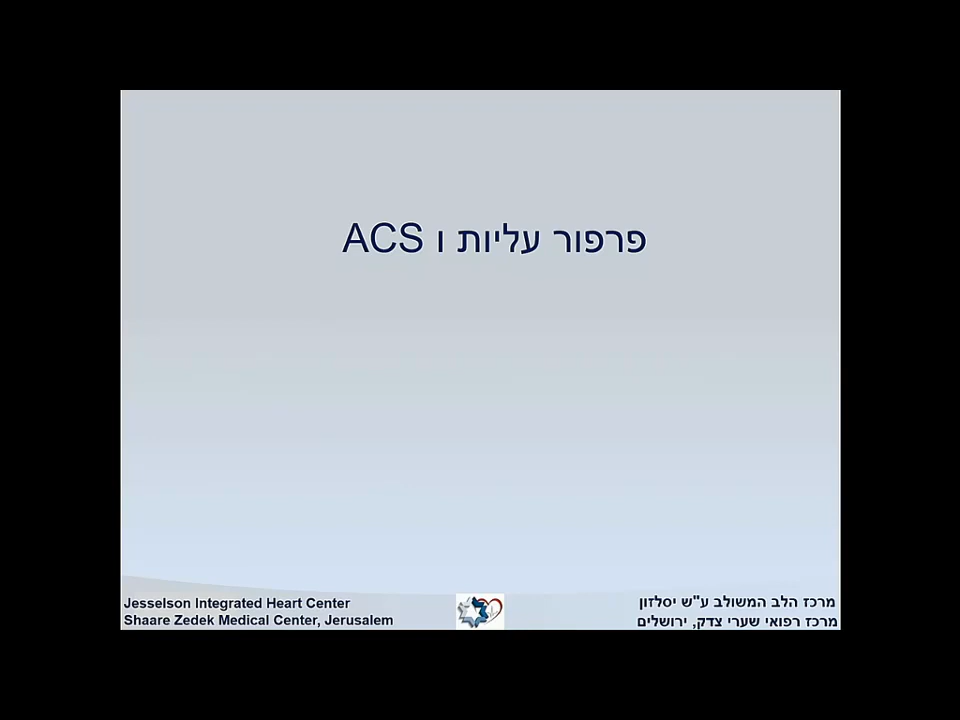 פרפור עליות ו ACS
Jesselson Integrated Heart Center
Shaare Zedek Medical Center, Jerusalem
מרכז הלב המשולב ע"ש יסלזון
מרכז רפואי שערי צדק, ירושלים